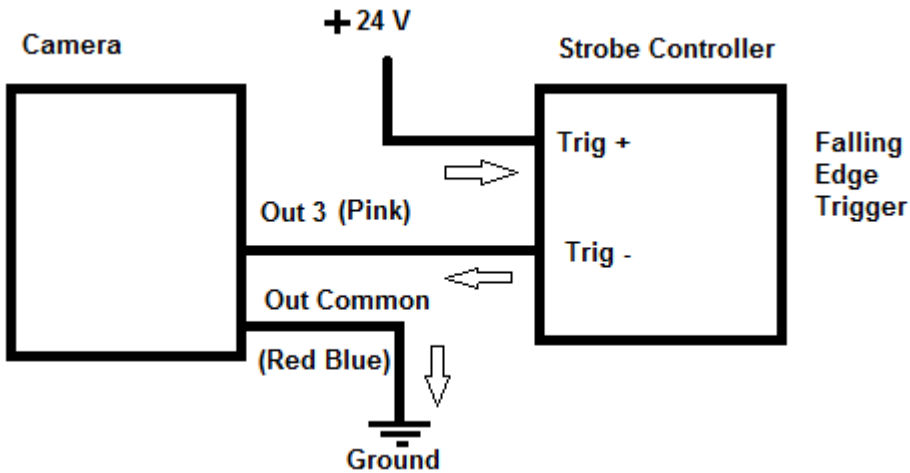 + 24 V
Camera
Strobe Controller
Trig +
Falling
Edge
Trigger
Out 3 (Pink)
Trig -
Out Common
(Red Blue)
Ground